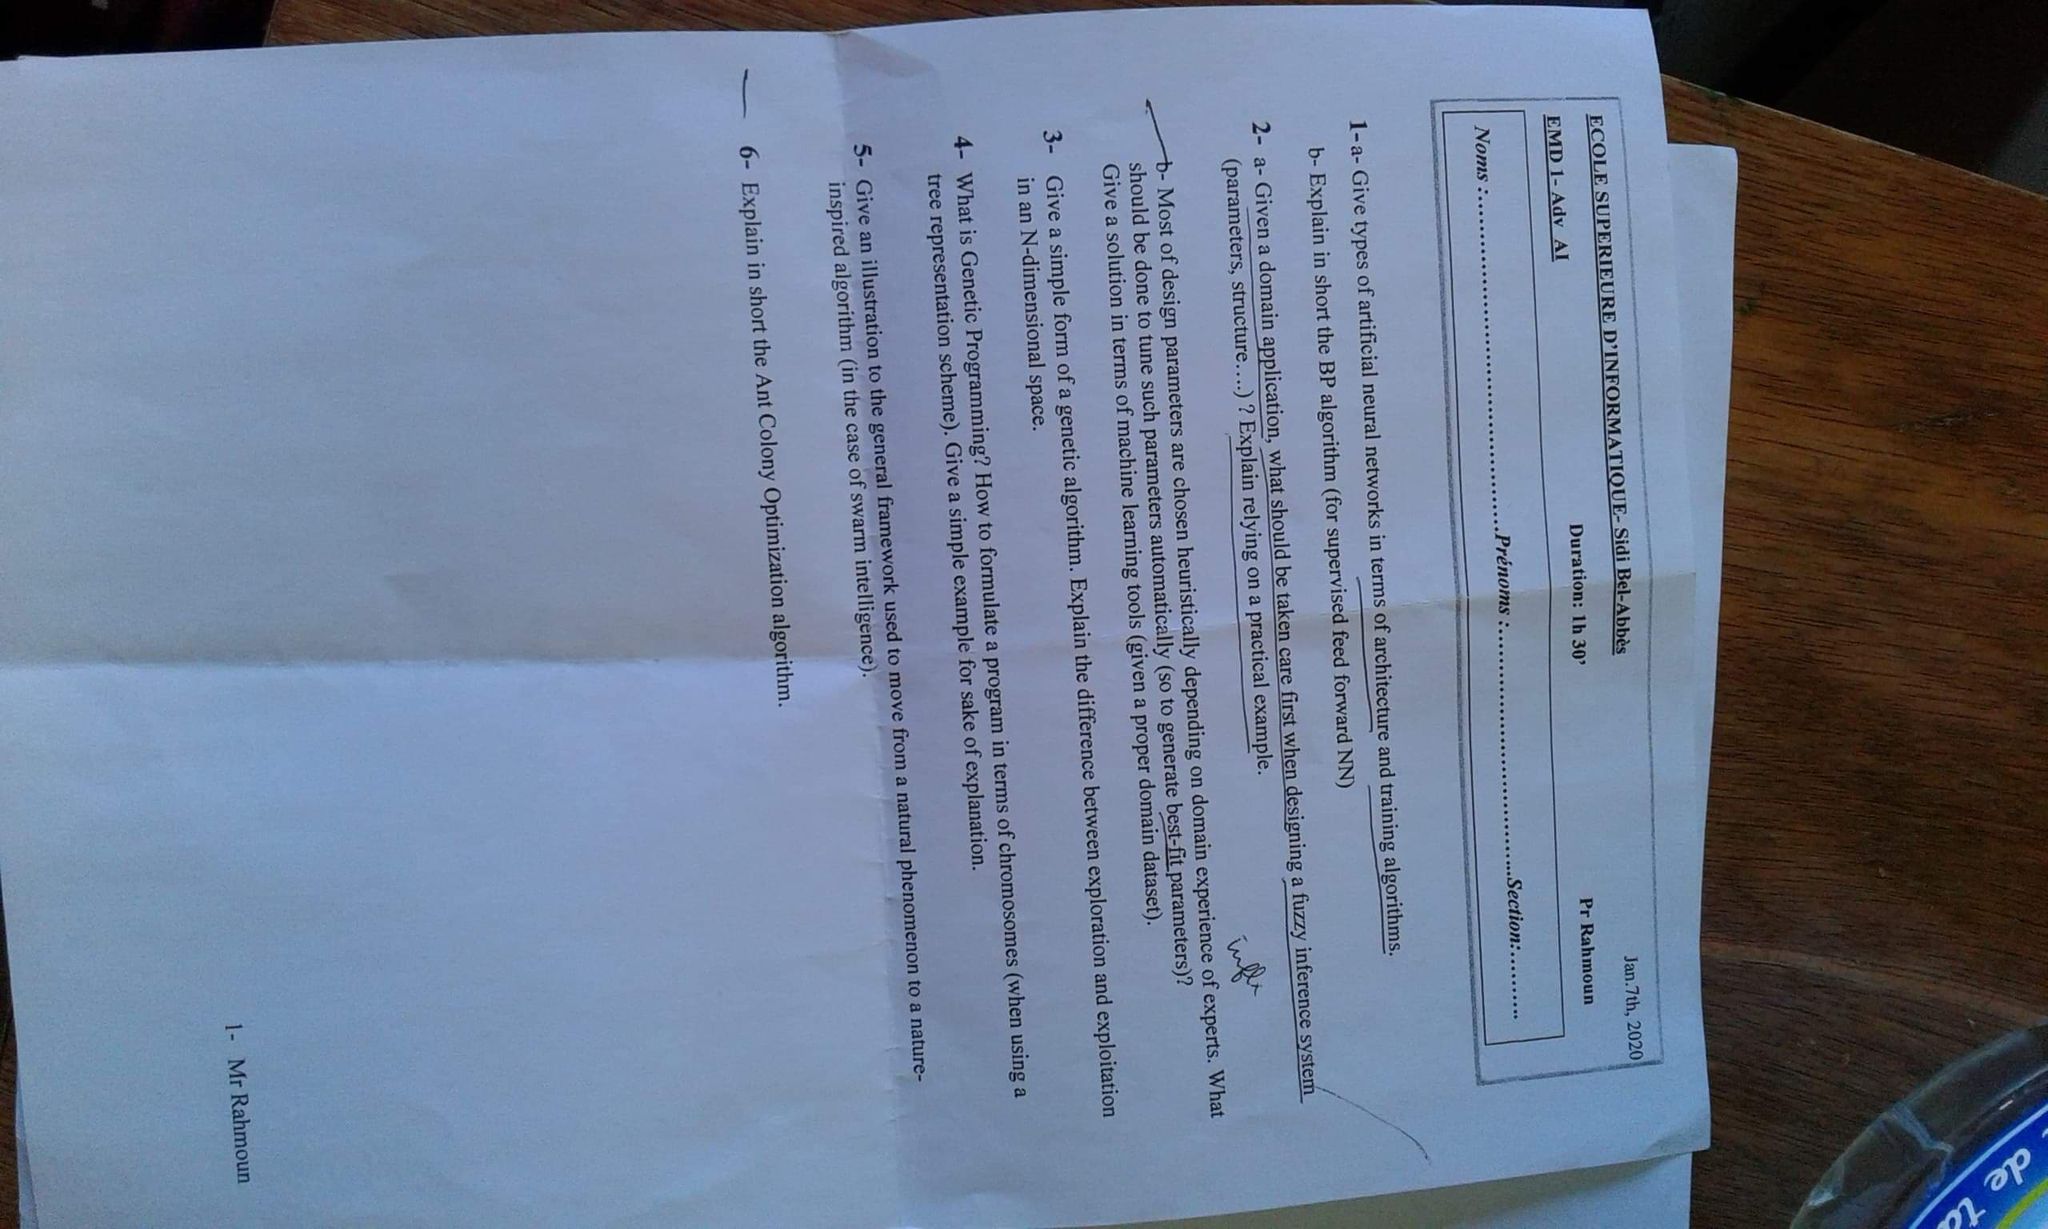 de to
ECOLE SUPERIEURE D'INFORMATIQUE- Sidi Bel-Abbès
Jan.7th, 2020
EMD 1- Adv AI
Duration: 1h 30’
Pr Rahmoun
Noms :.............................................Prénoms :.................................................Section:..........
1- a- Give types of artificial neural networks in terms of architecture and training algorithms.
b- Explain in short the BP algorithm (for supervised feed forward NN)
2- a- Given a domain application, what should be taken care first when designing a fuzzy inference system
(parameters, structure….) ? Explain relying on a practical example.
b- Most of design parameters are chosen heuristically depending on domain experience of experts. What
should be done to tune such parameters automatically (so to generate best-fit parameters)?
Give a solution in terms of machine learning tools (given a proper domain dataset).
3- Give a simple form of a genetic algorithm. Explain the difference between exploration and exploitation
in an N-dimensional space.
4- What is Genetic Programming? How to formulate a program in terms of chromosomes (when using a
tree representation scheme). Give a simple example for sake of explanation.
5- Give an illustration to the general framework used to move from a natural phenomenon to a nature-
inspired algorithm (in the case of swarm intelligence).
6- Explain in short the Ant Colony Optimization algorithm.
1- Mr Rahmoun